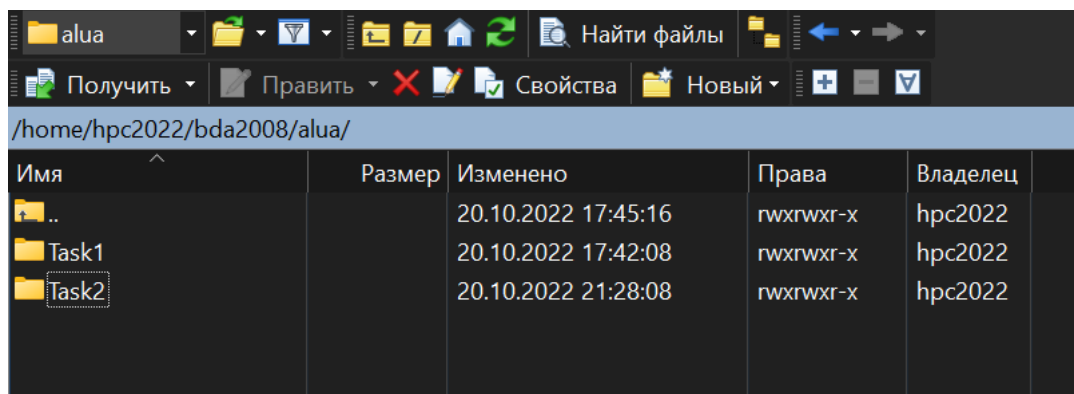 alua Найти файлы
Получить Править Свойства Новый
/home/hpc2022/bda2008/alua/
Имя Размер Изменено Права Владелец
.. 20.10.2022 17:45:16 rwxrwxr-x hpc2022
Task1 20.10.2022 17:42:08 rwxrwxr-x hpc2022
Task2 20.10.2022 21:28:08 rwxrwxr-x hpc2022